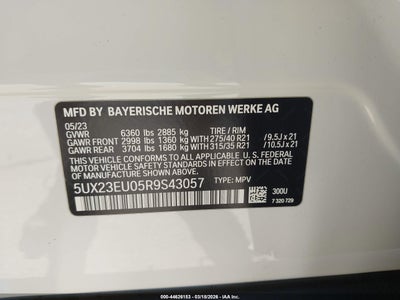 MFD BY BAYERISCHE MOTOREN WERKE AG
05/23
GVWR 6360 lbs 2885 kg TIRE / RIM
GAWR FRONT 2998 lbs 1360 kg WITH 275/40 R21 / 9.5J x 21
GAWR REAR 3704 lbs 1680 kg WITH 315/35 R21 / 10.5J x 21
THIS VEHICLE CONFORMS TO ALL APPLICABLE U.S. FEDERAL
MOTOR VEHICLE SAFETY STANDARDS IN EFFECT ON THE
DATE OF MANUFACTURE SHOWN ABOVE.
5UX23EU05R9S43057 TYPE: MPV
300U
7 320 729
000-44626153 - 03/18/2026 - iaai.com